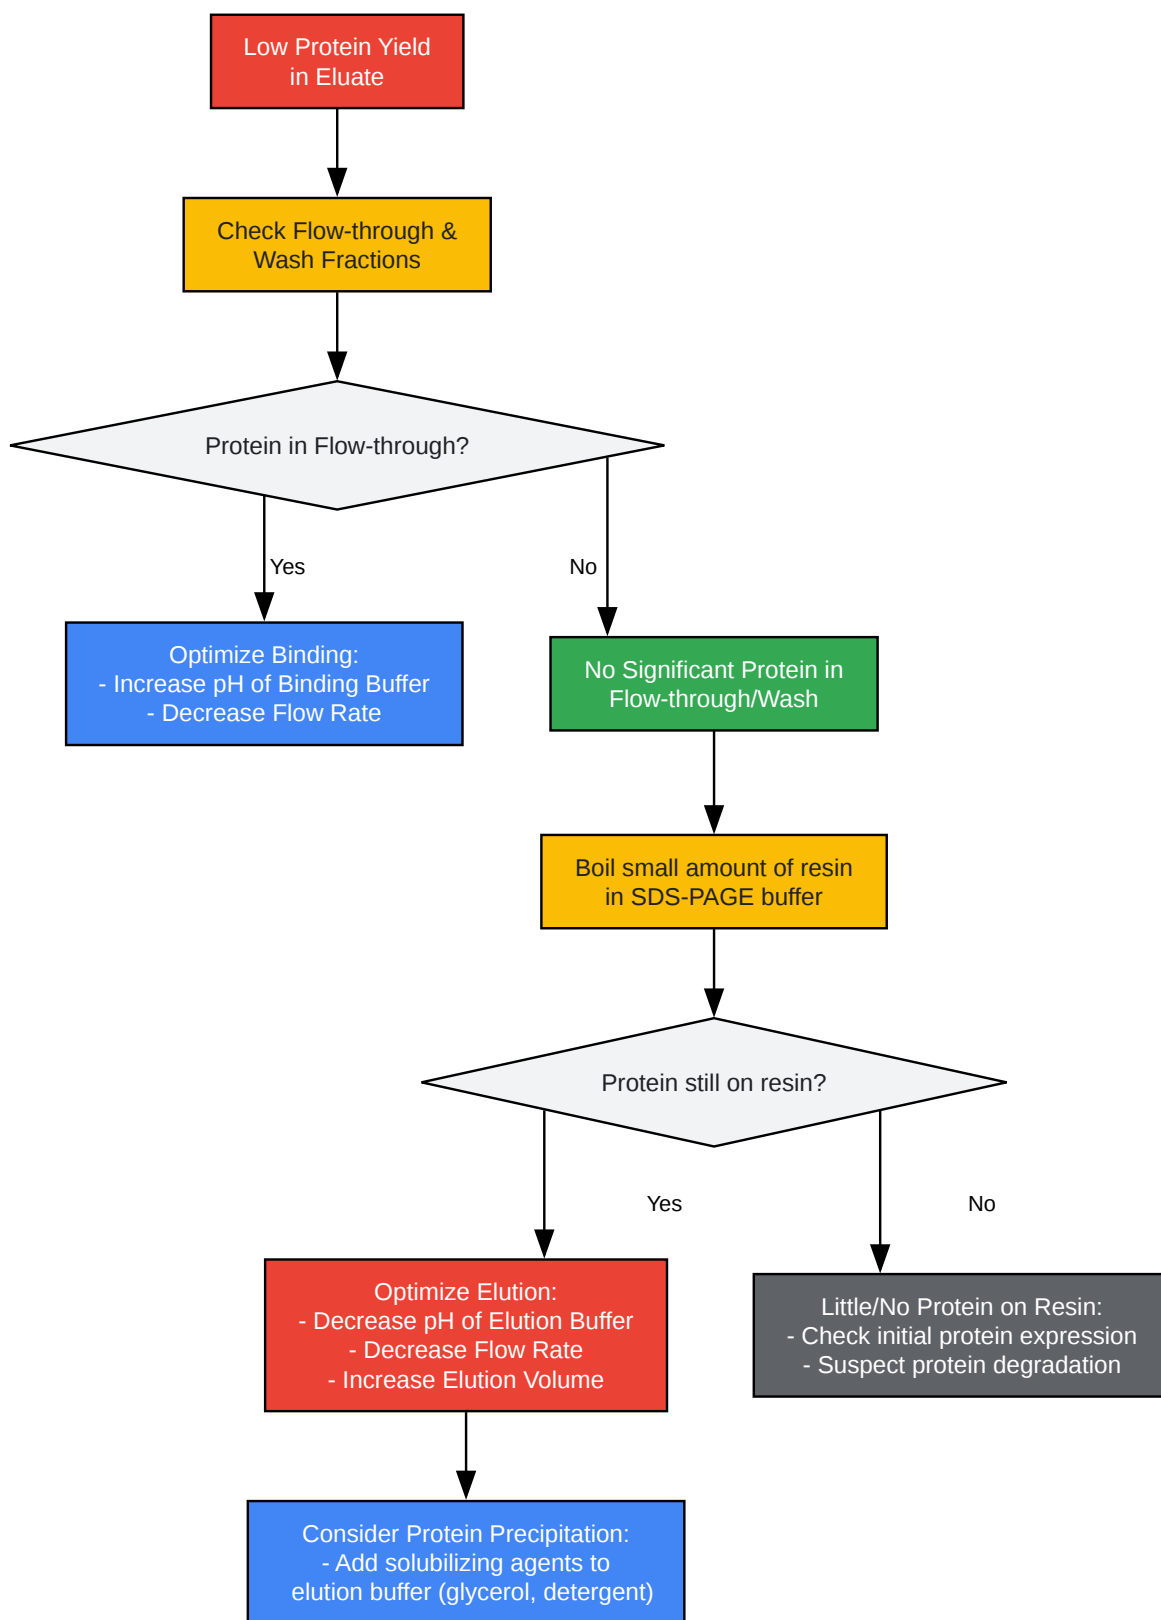 Low Protein Yield
in Eluate
Check Flow-through &
Wash Fractions
Protein in Flow-through?
Yes
No
Optimize Binding:
- Increase pH of Binding Buffer
- Decrease Flow Rate
No Significant Protein in
Flow-through/Wash
Boil small amount of resin
in SDS-PAGE buffer
Protein still on resin?
Yes
No
Optimize Elution:
- Decrease pH of Elution Buffer
- Decrease Flow Rate
- Increase Elution Volume
Little/No Protein on Resin:
- Check initial protein expression
- Suspect protein degradation
Consider Protein Precipitation:
- Add solubilizing agents to
elution buffer (glycerol, detergent)